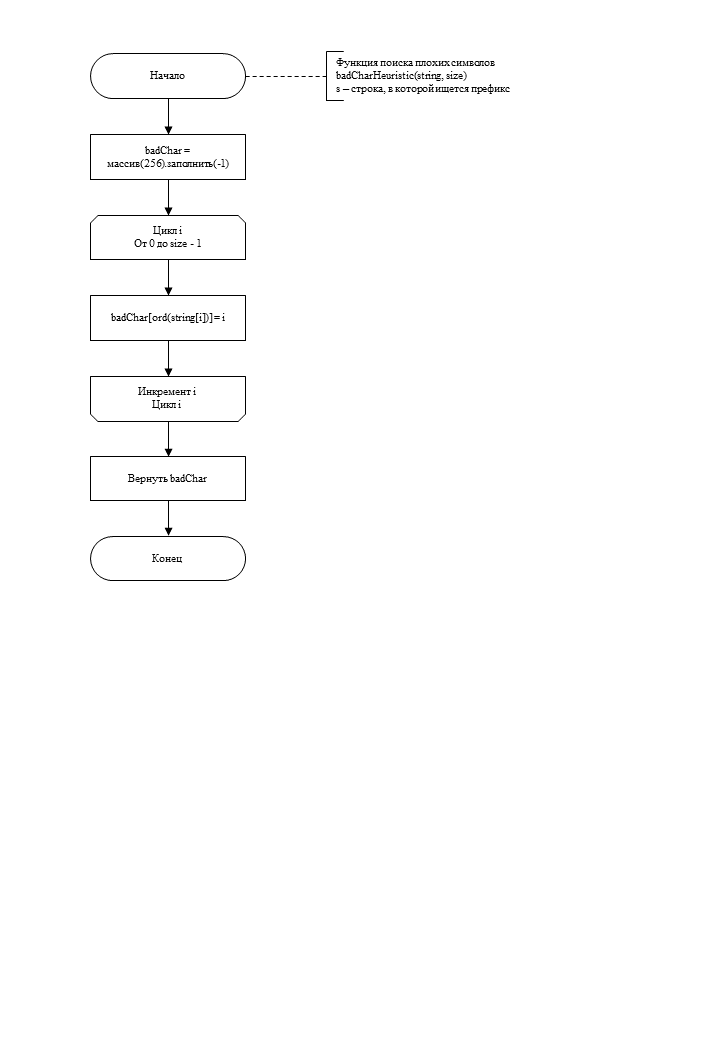 Начало
Функция поиска плохих символов
badCharHeuristic(string, size)
s – строка, в которой ищется префикс
badChar =
массив(256).заполнить(-1)
Цикл i
От 0 до size - 1
badChar[ord(string[i])] = i
Инкремент i
Цикл i
Вернуть badChar
Конец